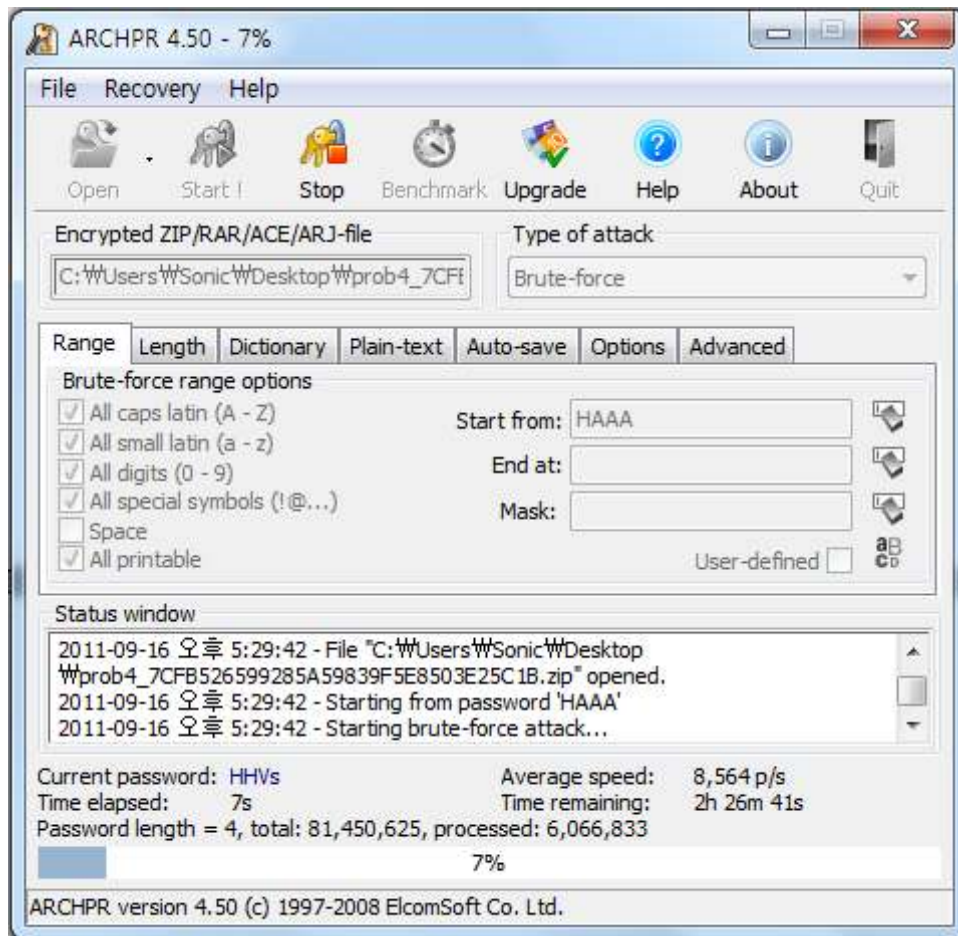 ARCHPR 4.50 - 7%
File Recovery Help
Open Start ! Stop Benchmark Upgrade Help About Quit
Encrypted ZIP/RAR/ACE/ARJ-file Type of attack
C:₩Users₩Sonic₩Desktop₩prob4_7CFB Brute-force
Range Length Dictionary Plain-text Auto-save Options Advanced
Brute-force range options
All caps latin (A - Z)
All small latin (a - z)
All digits (0 - 9)
All special symbols (!@...)
Space
All printable
Start from: HAAA
End at:
Mask:
User-defined
aB
CD
Status window
2011-09-16 오후 5:29:42 - File "C:₩Users₩Sonic₩Desktop
₩prob4_7CFB526599285A59839F5E8503E25C1B.zip" opened.
2011-09-16 오후 5:29:42 - Starting from password 'HAAA'
2011-09-16 오후 5:29:42 - Starting brute-force attack...
Current password: HHVs Average speed: 8,564 p/s
Time elapsed: 7s Time remaining: 2h 26m 41s
Password length = 4, total: 81,450,625, processed: 6,066,833
7%
ARCHPR version 4.50 (c) 1997-2008 ElcomSoft Co. Ltd.